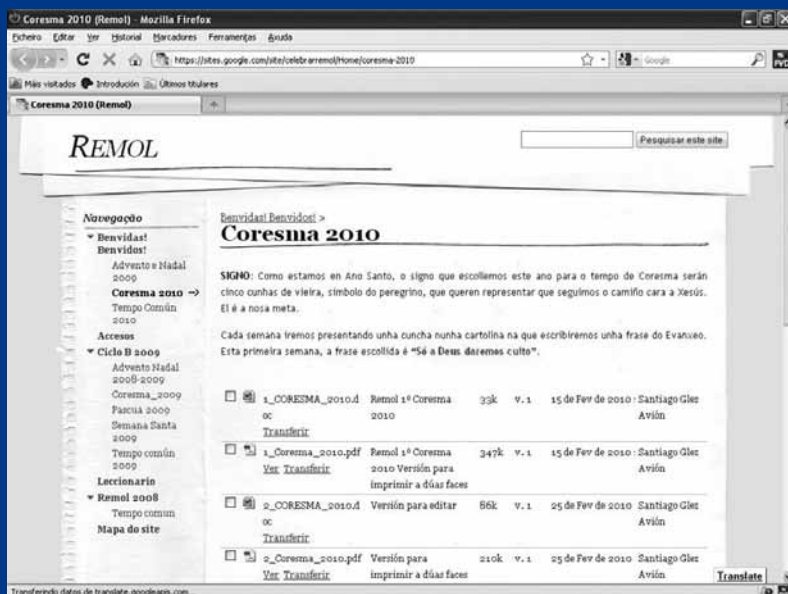 Coresma 2010 (Remol) - Mozilla Firefox
Ficheiro Editar Ver Historial Marcadores Ferramentas Axuda
https://sites.google.com/site/celebrarremol/Home/coresma-2010
Google
Máis visitados Introdución Últimos titulares
Coresma 2010 (Remol)
REMOL
Pesquisar este site
Navegação
Benvidas! Benvidos!
Advento e Nadal 2009
Coresma 2010
Tempo Común 2010
Accesos
Ciclo B 2009
Advento Nadal 2008-2009
Coresma_2009
Pascua 2009
Semana Santa 2009
Tempo común 2009
Leccionario
Remol 2008
Tempo comun
Mapa do site
Benvidas! Benvidos! >
Coresma 2010
SIGNO: Como estamos en Ano Santo, o signo que escollemos este ano para o tempo de Coresma serán
cinco cunhas de vieira, símbolo do peregrino, que queren representar que seguimos o camiño cara a Xesús.
El é a nosa meta.
Cada semana iremos presentando unha cuncha nunha cartolina na que escribiremos unha frase do Evanxeo.
Esta primeira semana, a frase escollida é "Só a Deus daremos culto".
1_CORESMA_2010.d Remol 1º Coresma 33k v.1 15 de Fev de 2010 : Santiago Glez
oc 2010 Avión
Transferir
1_Coresma_2010.pdf Remol 1º Coresma 347k v.1 15 de Fev de 2010 : Santiago Glez
Ver Transferir 2010 Versión para Avión
imprimir a dúas faces
2_CORESMA_2010.d Versión para editar 86k v.1 25 de Fev de 2010 Santiago Glez
oc Avión
Transferir
2_Coresma_2010.pdf Versión para 210k v.1 25 de Fev de 2010 Santiago Glez
Ver Transferir imprimir a dúas faces Avión
Translate
Transferindo datos de translate.googleapis.com